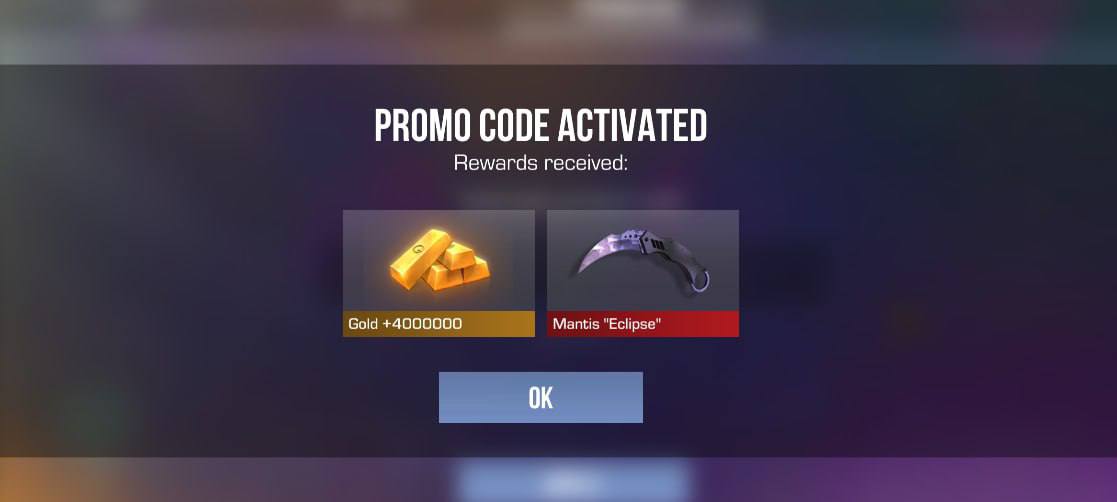 PROMO CODE ACTIVATED
Rewards received:
Gold +4000000
Mantis "Eclipse"
OK